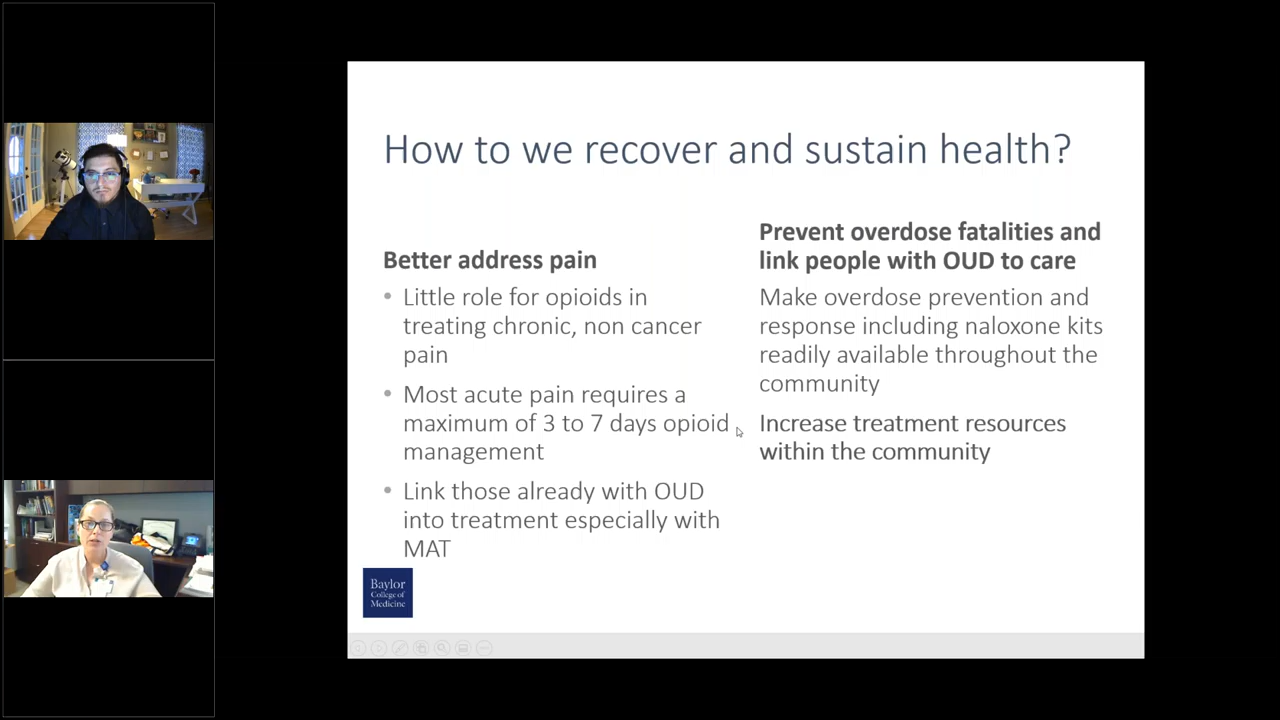 How to we recover and sustain health?
Better address pain
• Little role for opioids in
treating chronic, non cancer
pain
• Most acute pain requires a
maximum of 3 to 7 days opioid
management
• Link those already with OUD
into treatment especially with
MAT
Prevent overdose fatalities and
link people with OUD to care
Make overdose prevention and
response including naloxone kits
readily available throughout the
community
Increase treatment resources
within the community
Baylor
College of
Medicine